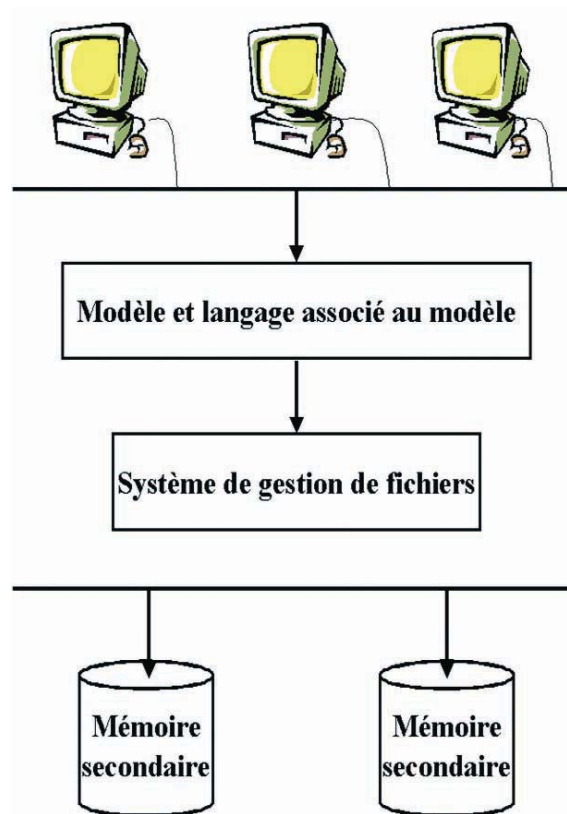 Modèle et langage associé au modèle
Système de gestion de fichiers
Mémoire
secondaire
Mémoire
secondaire